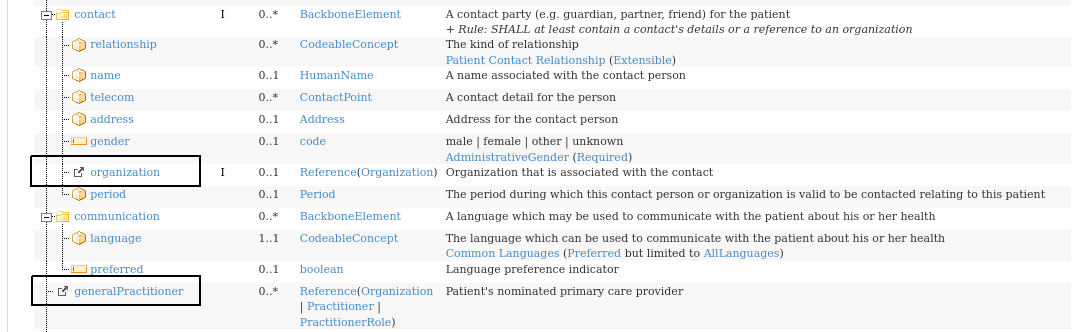 contact I 0..* BackboneElement A contact party (e.g. guardian, partner, friend) for the patient
+ Rule: SHALL at least contain a contact's details or a reference to an organization
relationship 0..* CodeableConcept The kind of relationship
Patient Contact Relationship (Extensible)
name 0..1 HumanName A name associated with the contact person
telecom 0..* ContactPoint A contact detail for the person
address 0..1 Address Address for the contact person
gender 0..1 code male | female | other | unknown
AdministrativeGender (Required)
organization I 0..1 Reference(Organization) Organization that is associated with the contact
period 0..1 Period The period during which this contact person or organization is valid to be contacted relating to this patient
communication 0..* BackboneElement A language which may be used to communicate with the patient about his or her health
language 1..1 CodeableConcept The language which can be used to communicate with the patient about his or her health
Common Languages (Preferred but limited to AllLanguages)
preferred 0..1 boolean Language preference indicator
generalPractitioner 0..* Reference(Organization Patient's nominated primary care provider
| Practitioner |
PractitionerRole)